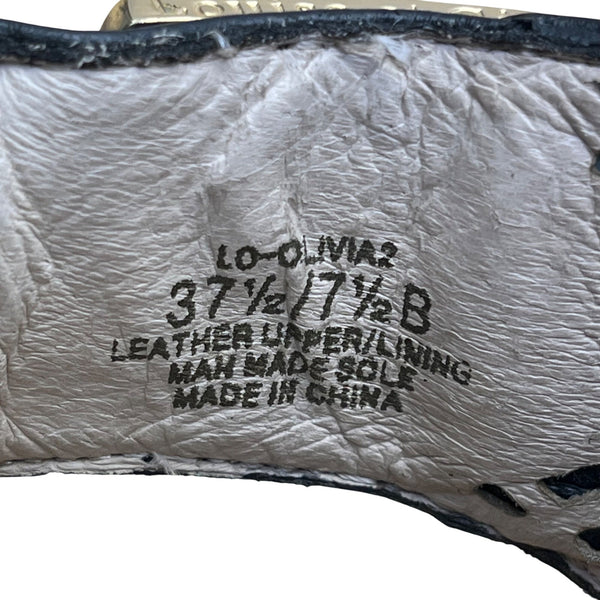 LO-OLIVIA2
37½/7½B
LEATHER UPPER/LINING
MAN MADE SOLE
MADE IN CHINA